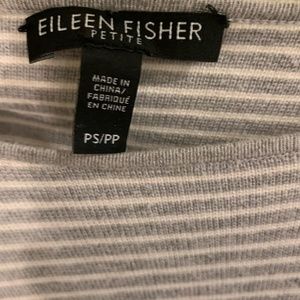 EILEEN FISHER
PETITE
MADE IN
CHINA/
FABRIQUÉ
EN CHINE
PS/PP